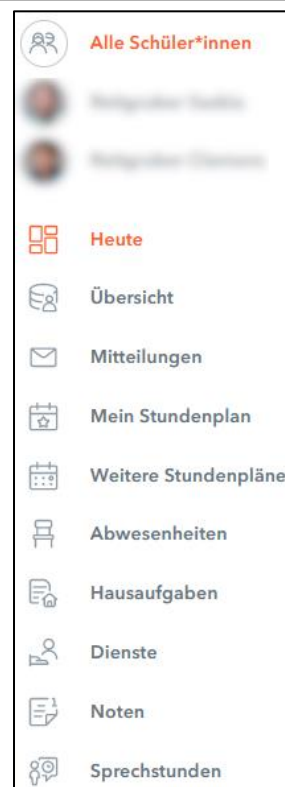 Alle Schüler*innen
Heute
Übersicht
Mitteilungen
Mein Stundenplan
Weitere Stundenpläne
Abwesenheiten
Hausaufgaben
Dienste
Noten
Sprechstunden